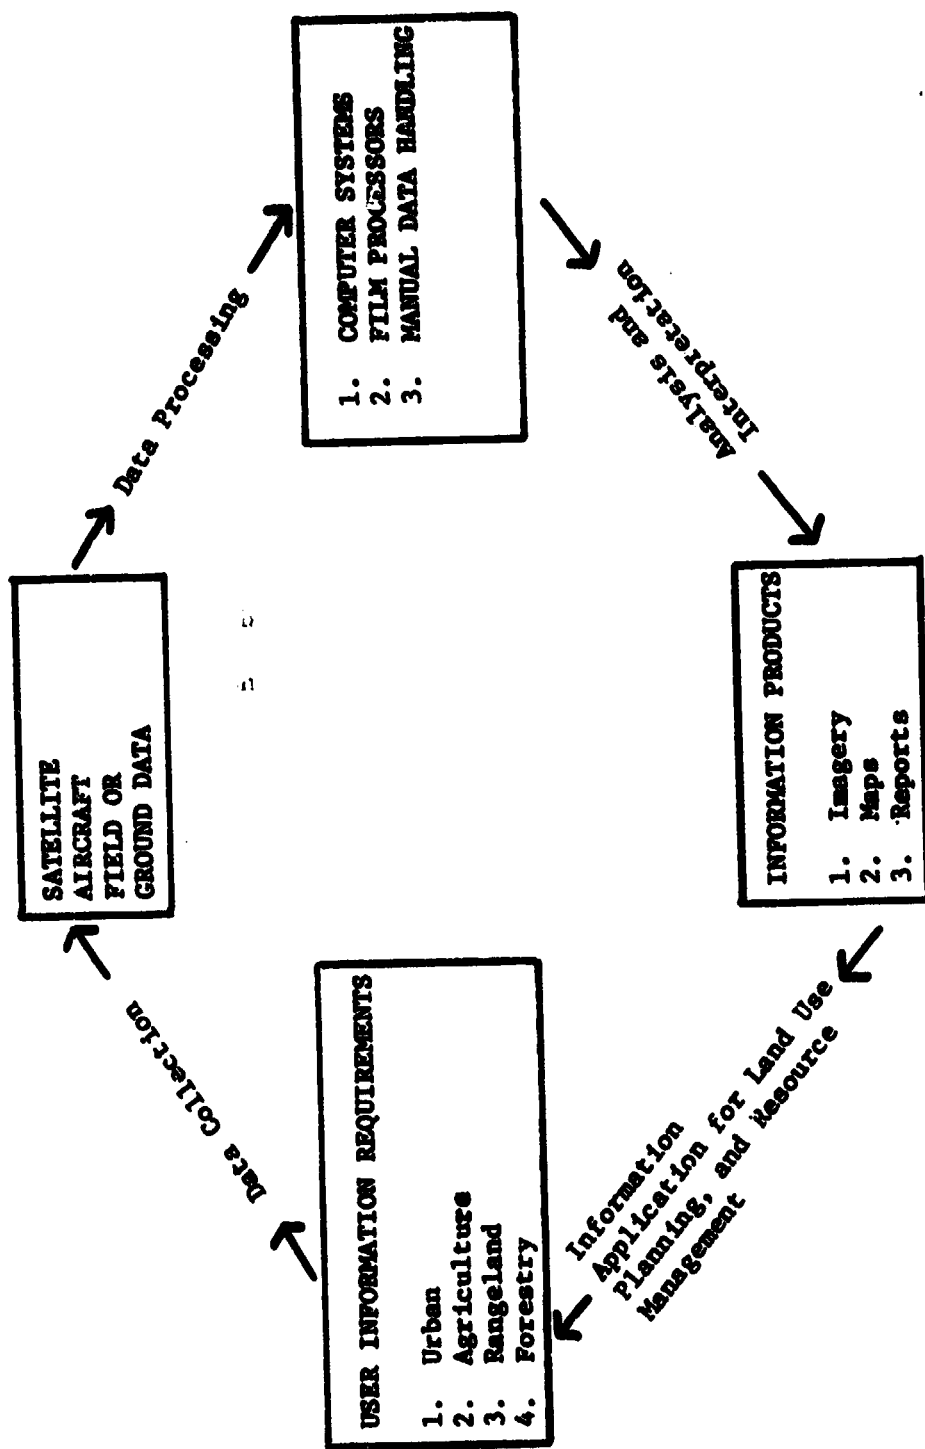 SATELLITE
AIRCRAFT
FIELD OR
GROUND DATA
Data Processing
1. COMPUTER SYSTEMS
2. FILM PROCESSORS
3. MANUAL DATA HANDLING
Analysis and
Interpretation
INFORMATION PRODUCTS
1. Imagery
2. Maps
3. Reports
Information
Application for Land Use
Planning, and Resource
Management
USER INFORMATION REQUIREMENTS
1. Urban
2. Agriculture
3. Rangeland
4. Forestry
Data Collection